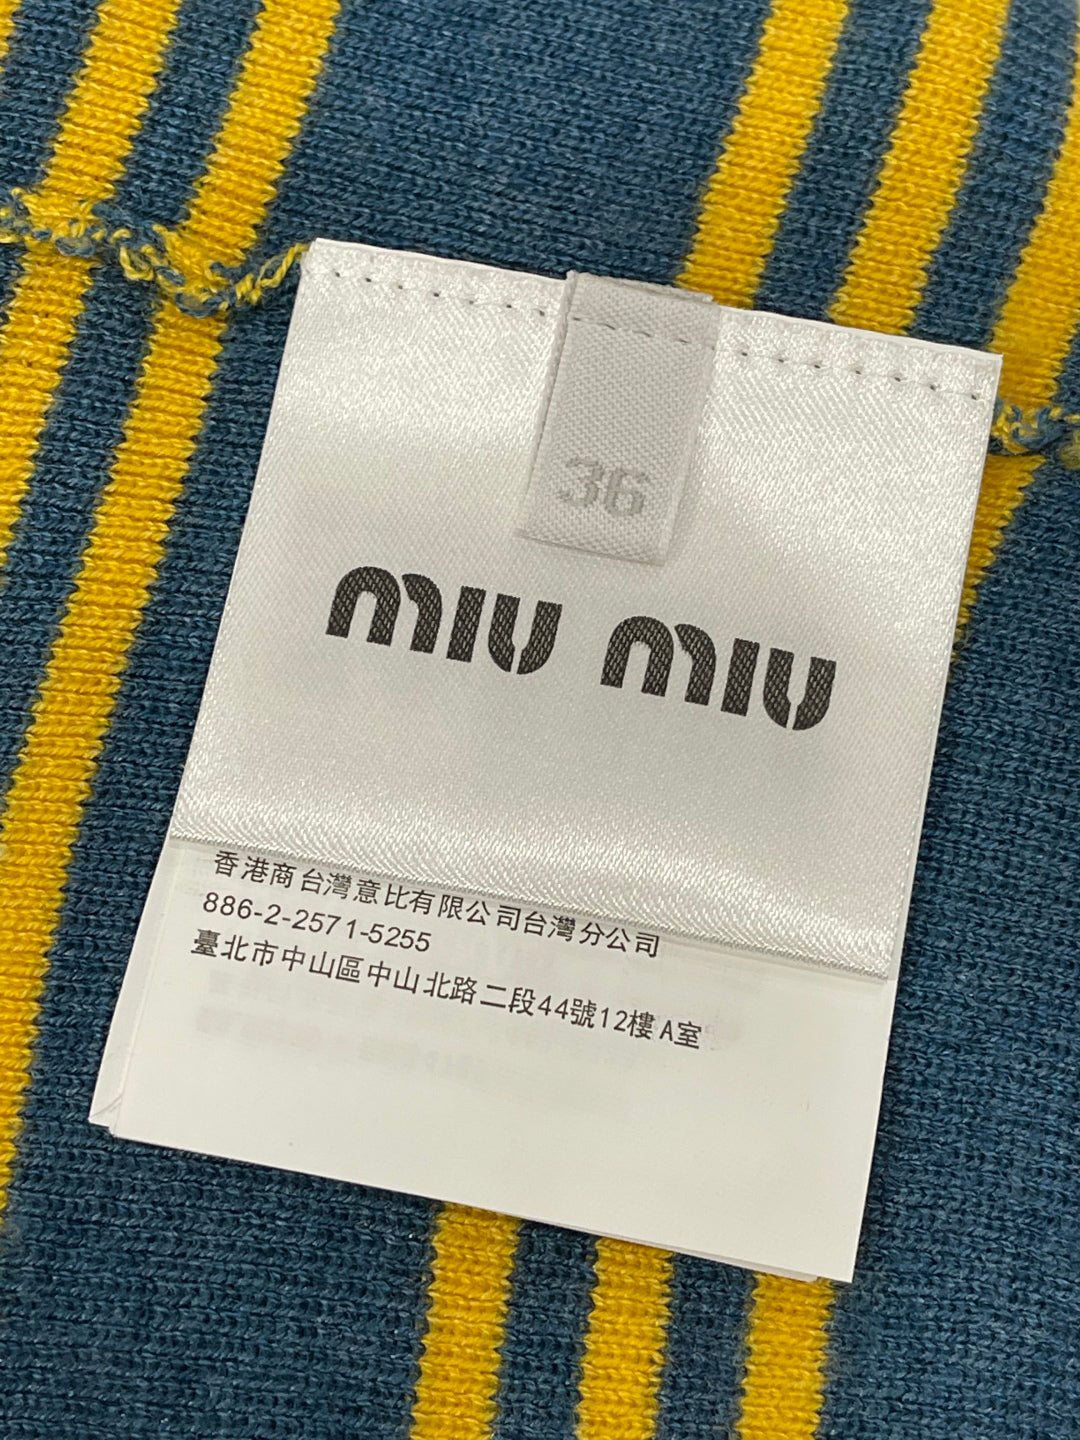 36
miu miu
香港商台灣意比有限公司台灣分公司
886-2-2571-5255
臺北市中山區中山北路二段44號12樓A室